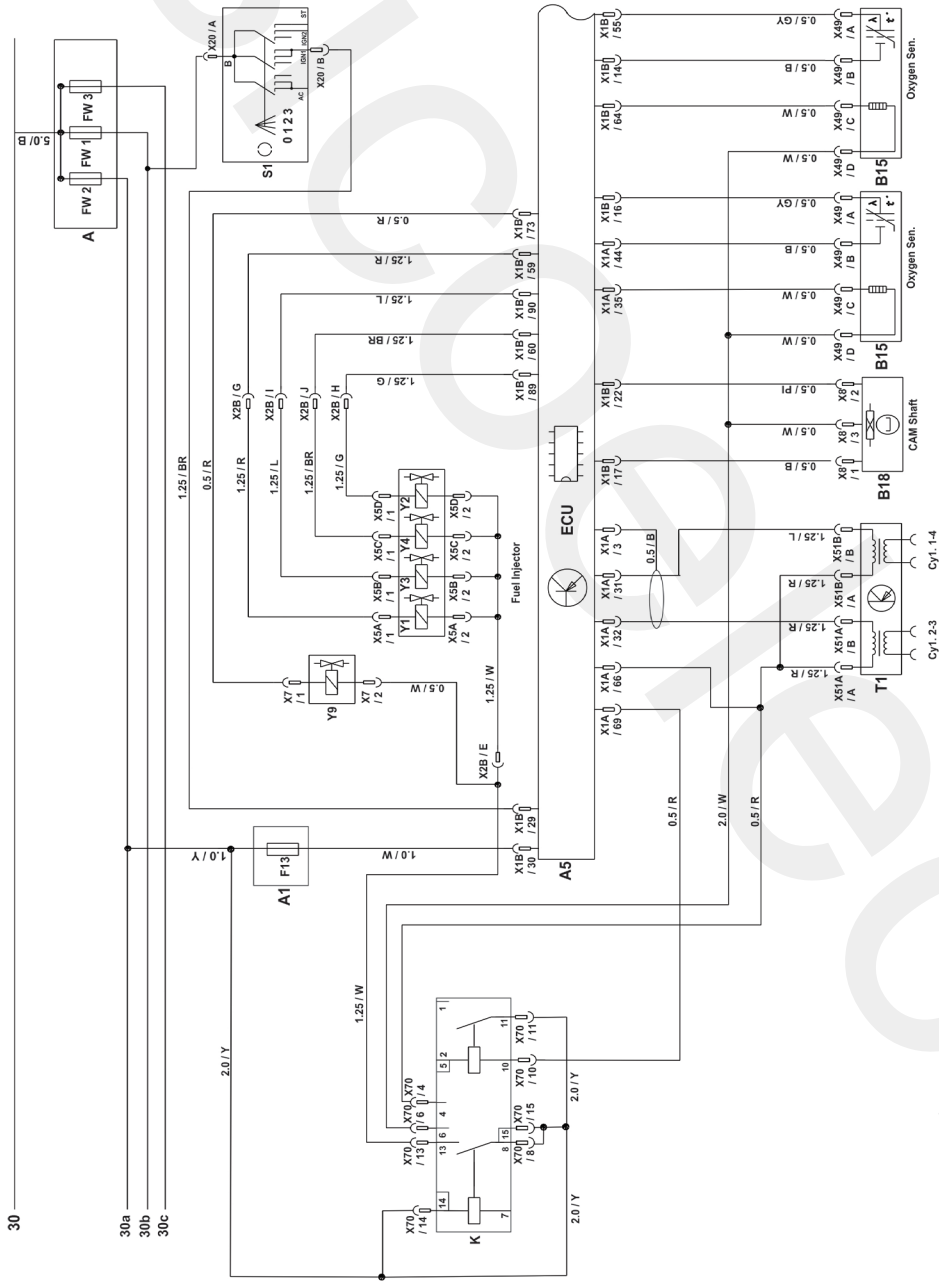 30
30a
30b
30c
5.0 / B
FW 2
FW 1
FW 3
A
X20 / A
B
ST
IGN2
IGN1
AC
0 1 2 3
S1
X20 / B
1.25 / BR
0.5 / R
1.25 / R
1.25 / L
1.25 / BR
1.25 / G
X2B / G
X2B / I
X2B / J
X2B / H
0.5 / R
1.25 / R
1.25 / L
1.25 / BR
1.25 / G
X1B
/ 73
X1B
/ 59
X1B
/ 90
X1B
/ 60
X1B
/ 89
X7
/ 1
X7
/ 2
Y9
0.5 / W
X5A
/ 1
X5B
/ 1
X5C
/ 1
X5D
/ 1
Y1
Y3
Y4
Y2
X5A
/ 2
X5B
/ 2
X5C
/ 2
X5D
/ 2
Fuel Injector
1.25 / W
X2B / E
1.0 / Y
F13
A1
1.0 / W
X1B
/ 30
X1B
/ 29
2.0 / Y
1.25 / W
A5
ECU
X1A
/ 69
X1A
/ 66
X1A
/ 32
X1A
/ 31
X1A
/ 3
X1B
/ 17
X1B
/ 22
X1A
/ 35
X1A
/ 44
X1B
/ 16
X1B
/ 64
X1B
/ 14
X1B
/ 55
0.5 / B
X70
/ 14
X70
/ 13
X70
/ 6
X70
/ 4
14
13
6
4
5
2
1
K
7
8
15
10
11
X70
/ 8
X70
/ 15
X70
/ 10
X70
/ 11
2.0 / Y
2.0 / Y
0.5 / R
2.0 / W
0.5 / R
1.25 / R
1.25 / R
1.25 / R
1.25 / L
X51A
/ A
X51A
/ B
X51B
/ A
X51B
/ B
T1
Cy1. 2-3
Cy1. 1-4
0.5 / B
0.5 / W
0.5 / PI
X8
/ 1
X8
/ 3
X8
/ 2
B18
CAM Shaft
0.5 / W
0.5 / W
0.5 / B
0.5 / GY
X49
/ D
X49
/ C
X49
/ B
X49
/ A
λ
t°
B15
Oxygen Sen.
0.5 / W
0.5 / W
0.5 / B
0.5 / GY
X49
/ D
X49
/ C
X49
/ B
X49
/ A
λ
t°
B15
Oxygen Sen.